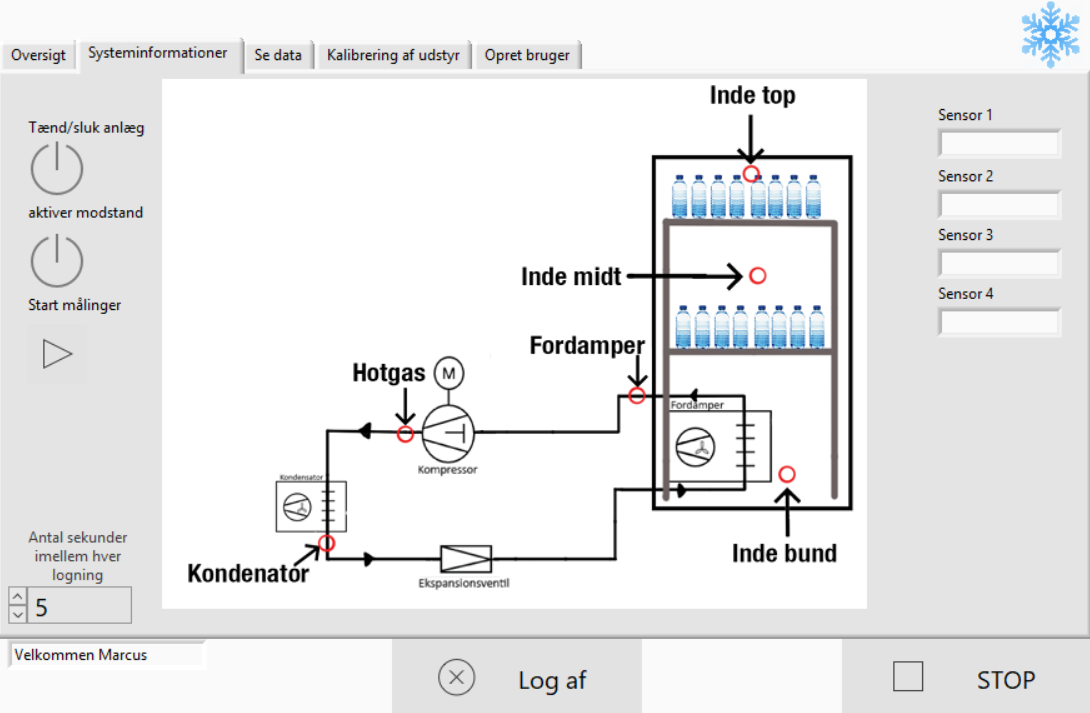 Oversigt
Systeminformationer
Se data
Kalibrering af udstyr
Opret bruger
Tænd/sluk anlæg
aktiver modstand
Start målinger
Antal sekunder
imellem hver
logning
5
Inde top
Inde midt
Fordamper
Hotgas
M
Fordamper
Kompressor
Kondensator
Kondenator
Ekspansionsventil
Inde bund
Sensor 1
Sensor 2
Sensor 3
Sensor 4
Velkommen Marcus
Log af
STOP